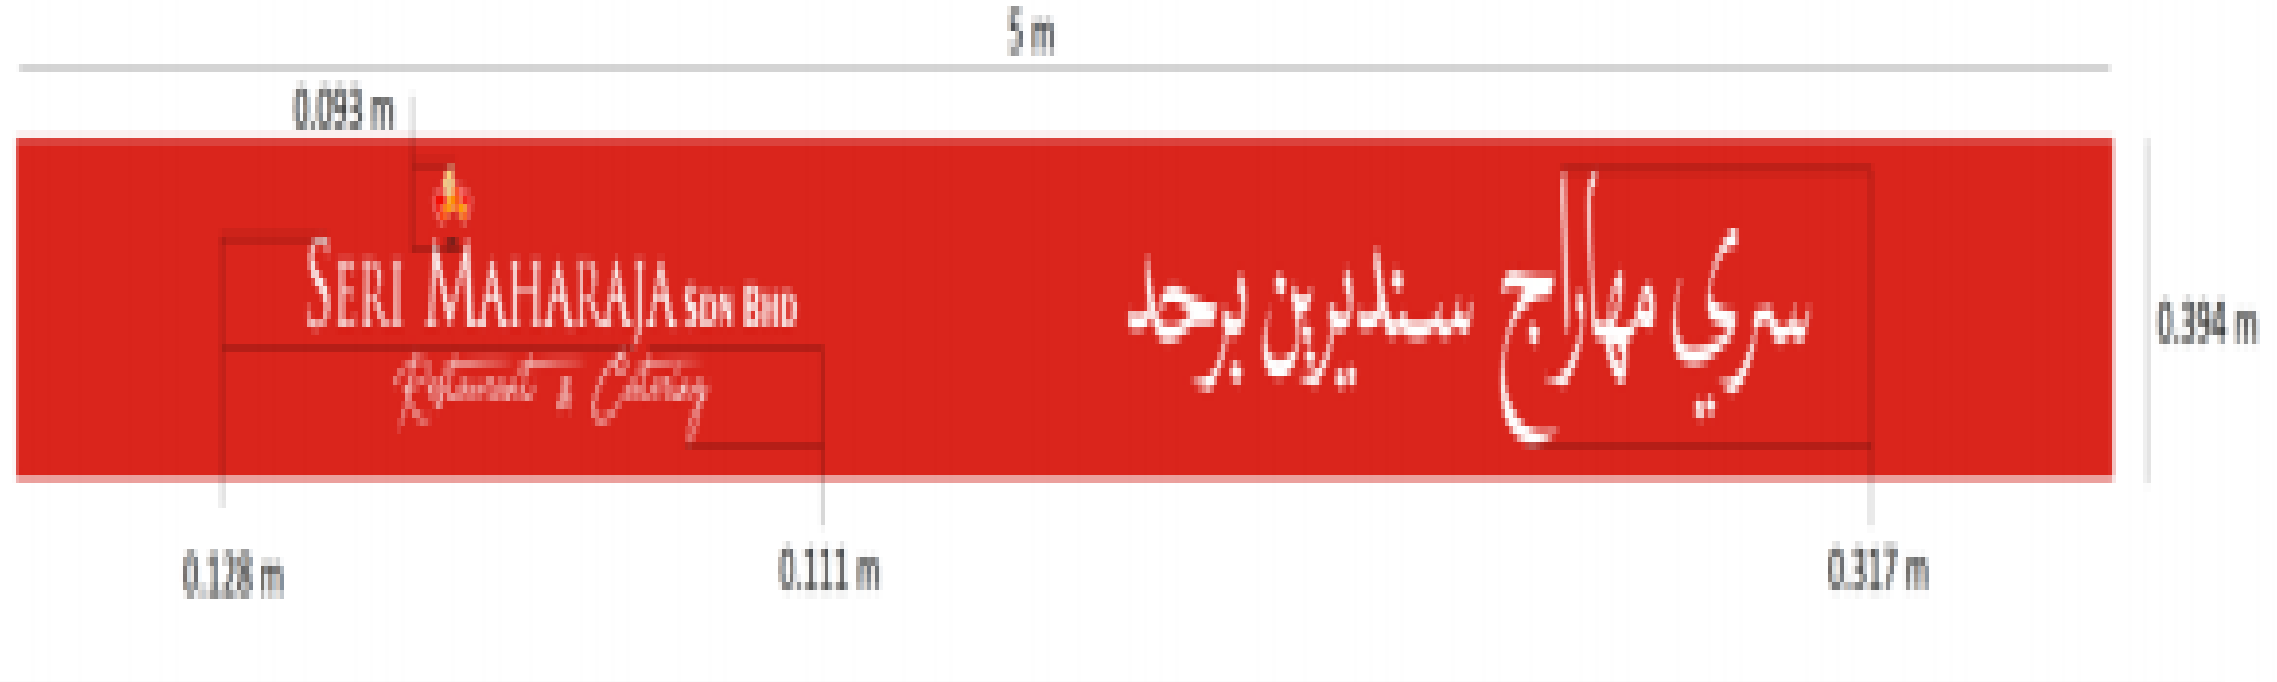 5 m
0.093 m
SERI MAHARAJA SDN BHD
Restaurant & Catering
سري مهاراج سنديرين برحد
0.394 m
0.128 m
0.111 m
0.317 m